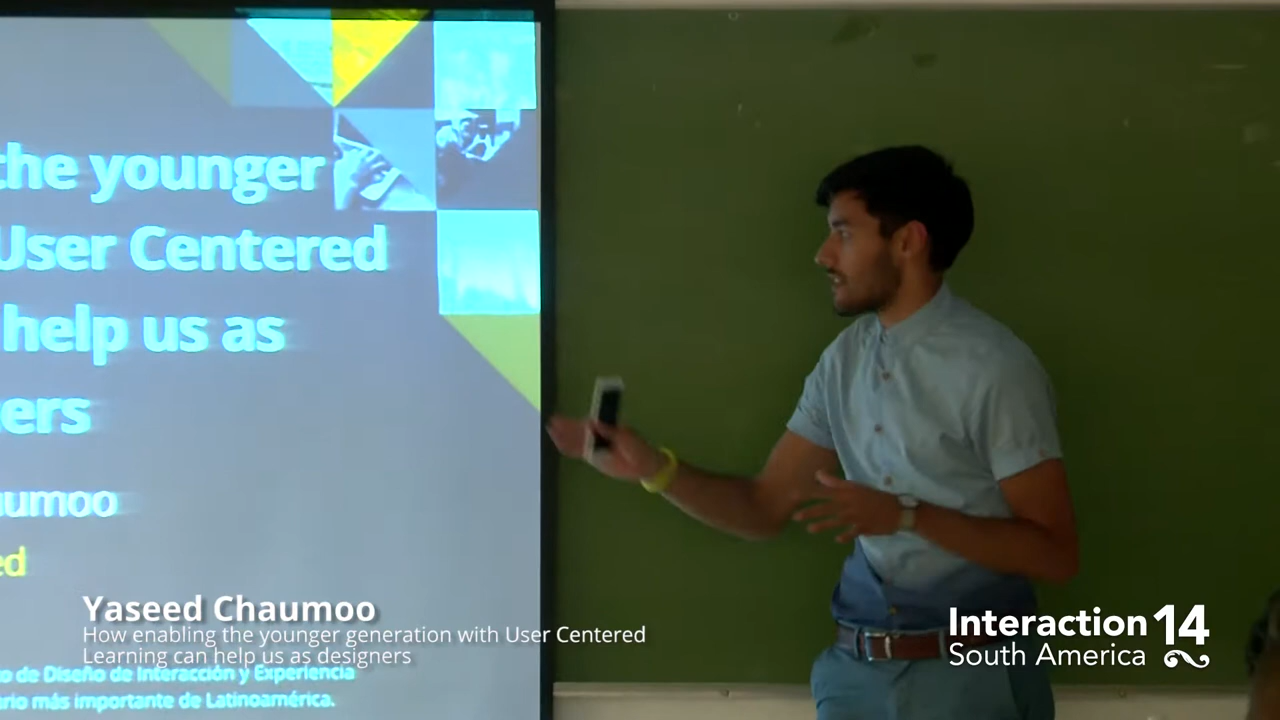 the younger
User Centered
help us as
ers
aumoo
ed
Yaseed Chaumoo
How enabling the younger generation with User Centered
Learning can help us as designers
o de Diseño de Interacción y Experiencia
ario más importante de Latinoamérica.
Interaction 14
South America